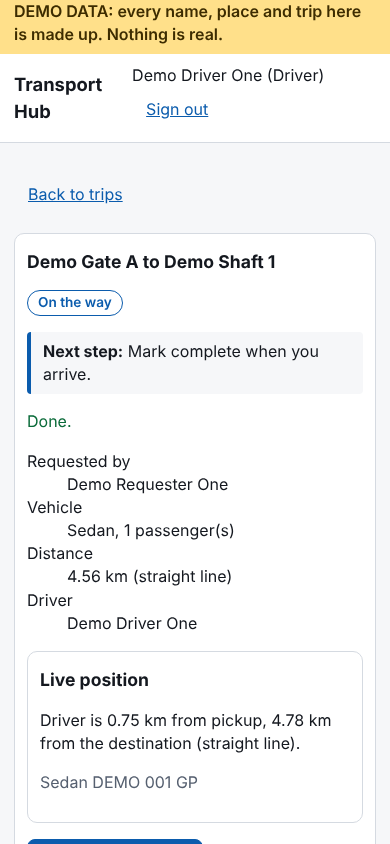 DEMO DATA: every name, place and trip here
is made up. Nothing is real.
Transport
Hub
Demo Driver One (Driver)
Sign out
Back to trips
Demo Gate A to Demo Shaft 1
On the way
Next step: Mark complete when you
arrive.
Done.
Requested by
Demo Requester One
Vehicle
Sedan, 1 passenger(s)
Distance
4.56 km (straight line)
Driver
Demo Driver One
Live position
Driver is 0.75 km from pickup, 4.78 km
from the destination (straight line).
Sedan DEMO 001 GP